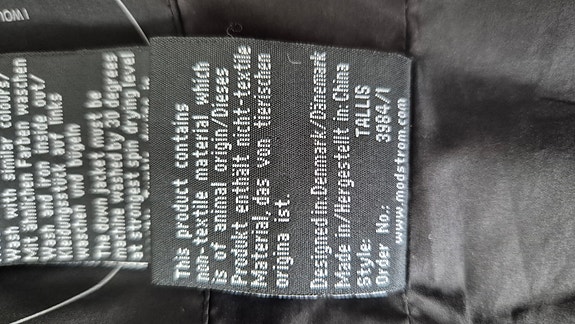 I WOU
Wash with similar colours/
Mit ähnlichen Farben waschen
Wash and iron inside out/
Kleidungsstück auf links
waschen und bügeln
The down jacket must be
machine washed by 30 degrees
at strongest spin drying level
This product contains
non-textile material, which
is of animal origin/Dieses
Produkt enthält nicht-textile
Material, das von tierischen
origina ist.
Designed in:Denmark/Dänemark
Made in/Hergestellt in: China
Style: TALLIS
Order No.: 3984/1
www.modstrom.com